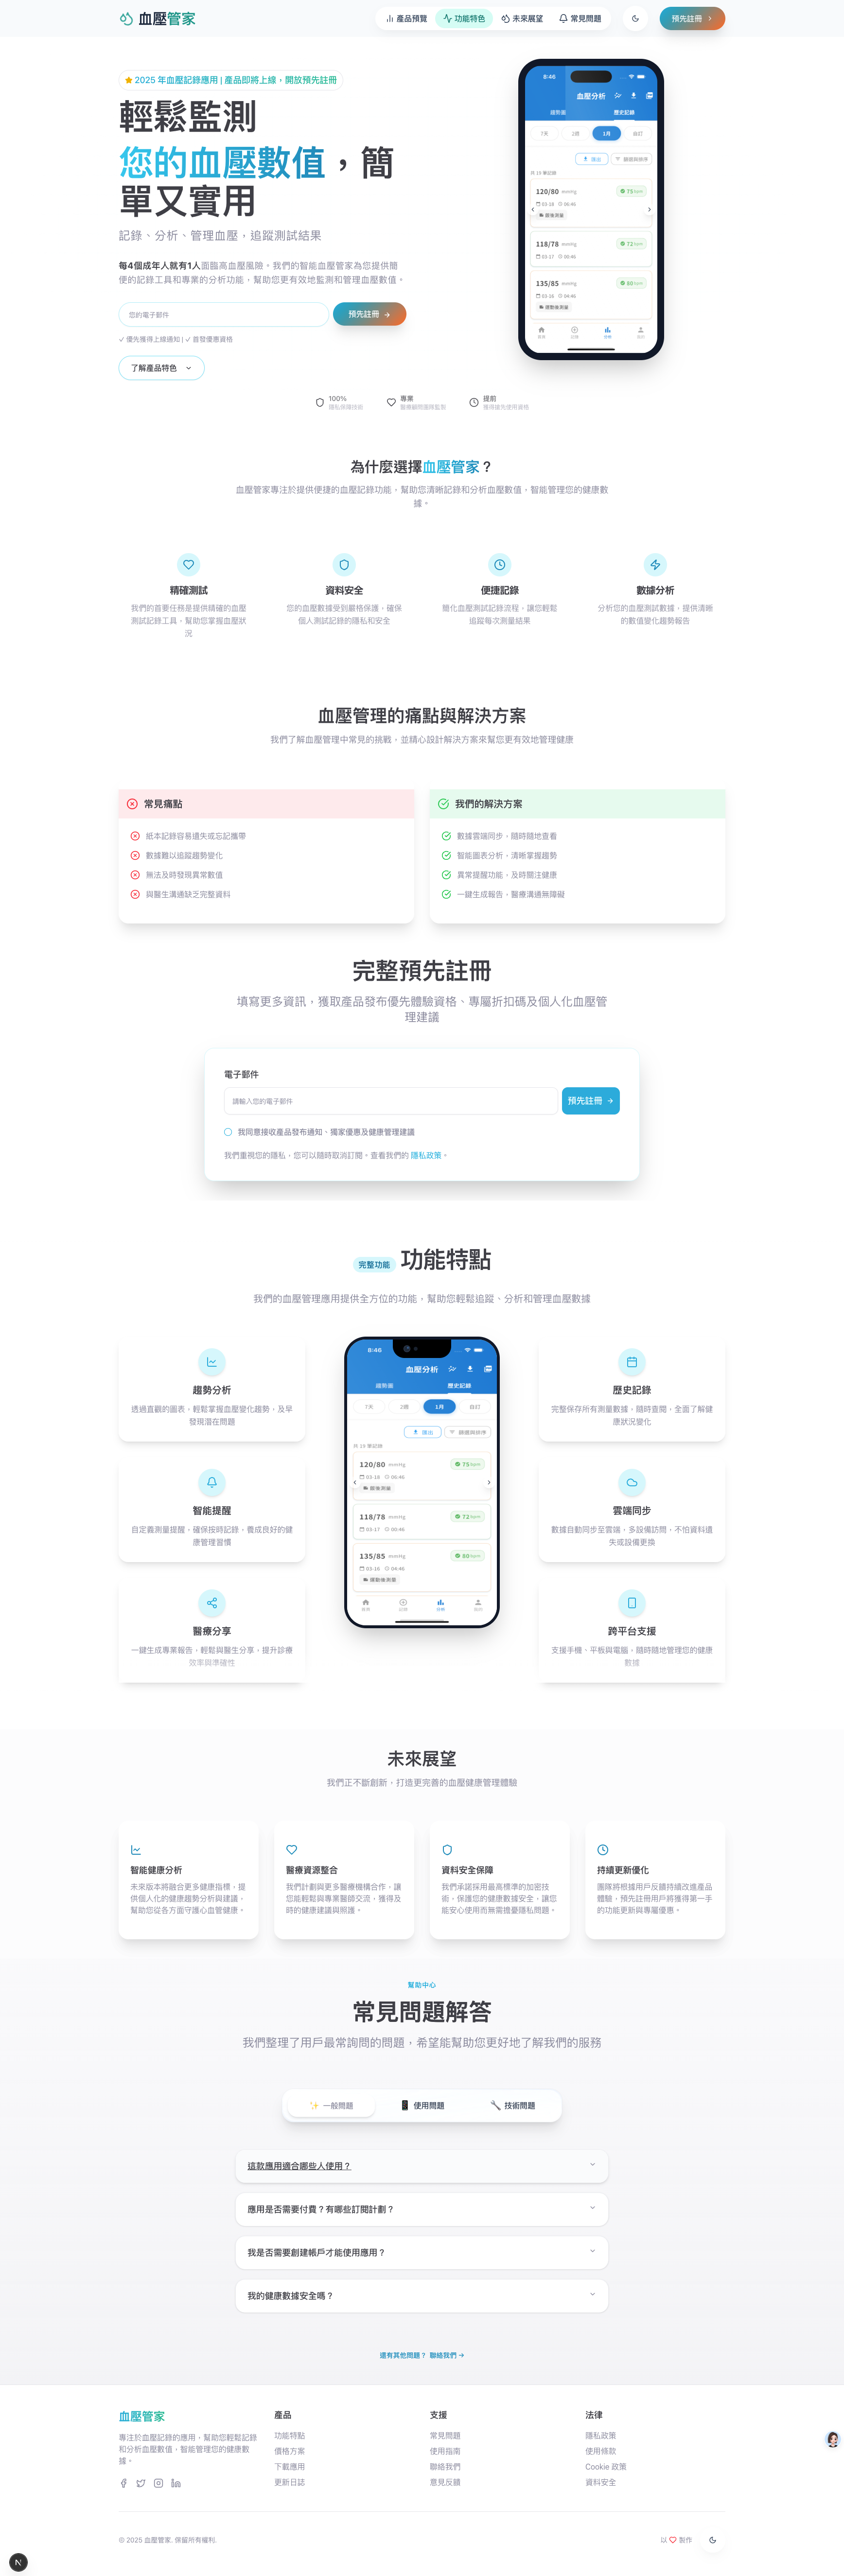 血壓管家
產品預覽
功能特色
未來展望
常見問題
預先註冊
2025 年血壓記錄應用 | 產品即將上線，開放預先註冊
輕鬆監測
您的血壓數值，簡
單又實用
記錄、分析、管理血壓，追蹤測試結果
每4個成年人就有1人面臨高血壓風險。我們的智能血壓管家為您提供簡
便的記錄工具和專業的分析功能，幫助您更有效地監測和管理血壓數值。
您的電子郵件
預先註冊
✓ 優先獲得上線通知 | ✓ 首發優惠資格
了解產品特色
8:46
血壓分析
趨勢圖
歷史記錄
7天
2週
1月
自訂
匯出
篩選與排序
共 19 筆記錄
120/80 mmHg
75 bpm
03-18
06:46
118/78 mmHg
72 bpm
03-17
135/85 mmHg
80 bpm
03-16
04:46
100%
隱私保障技術
專業
醫療顧問團隊監制
提前
獲得搶先使用資格
為什麼選擇血壓管家？
血壓管家專注於提供便捷的血壓記錄功能，幫助您清晰記錄和分析血壓數值，智能管理您的健康數
據。
精確測試
我們的首要任務是提供精確的血壓
測試記錄工具，幫助您掌握血壓狀
況
資料安全
您的血壓數據受到嚴格保護，確保
個人測試記錄的隱私和安全
便捷記錄
簡化血壓測試記錄流程，讓您輕鬆
追蹤每次測量結果
數據分析
分析您的血壓測試數據，提供清晰
的數值變化趨勢報告
血壓管理的痛點與解決方案
我們了解血壓管理中常見的挑戰，並精心設計解決方案來幫您更有效地管理健康
常見痛點
紙本記錄容易遺失或忘記攜帶
數據難以追蹤趨勢變化
無法及時發現異常數值
與醫生溝通缺乏完整資料
我們的解決方案
數據雲端同步，隨時隨地查看
智能圖表分析，清晰掌握趨勢
異常提醒功能，及時關注健康
一鍵生成報告，醫療溝通無障礙
完整預先註冊
填寫更多資訊，獲取產品發布優先體驗資格、專屬折扣碼及個人化血壓管
理建議
電子郵件
請輸入您的電子郵件
預先註冊
我同意接收產品發布通知、獨家優惠及健康管理建議
我們重視您的隱私，您可以隨時取消訂閱。查看我們的 隱私政策。
完整功能
功能特點
我們的血壓管理應用提供全方位的功能，幫助您輕鬆追蹤、分析和管理血壓數據
趨勢分析
透過直觀的圖表，輕鬆掌握血壓變化趨勢，及早
發現潛在問題
智能提醒
自定義測量提醒，確保按時記錄，養成良好的健
康管理習慣
醫療分享
一鍵生成專業報告，輕鬆與醫生分享，提升診療
效率與準確性
8:46
血壓分析
趨勢圖
歷史記錄
7天
2週
1月
自訂
匯出
篩選與排序
共 19 筆記錄
120/80 mmHg
75 bpm
03-18
06:46
118/78 mmHg
72 bpm
03-17
135/85 mmHg
80 bpm
03-16
04:46
歷史記錄
完整保存所有測量數據，隨時查閱，全面了解健
康狀況變化
雲端同步
數據自動同步至雲端，多設備訪問，不怕資料遺
失或設備更換
跨平台支援
支援手機、平板與電腦，隨時隨地管理您的健康
數據
未來展望
我們正不斷創新，打造更完善的血壓健康管理體驗
智能健康分析
未來版本將融合更多健康指標，提
供個人化的健康趨勢分析與建議，
幫助您從各方面守護心血管健康。
醫療資源整合
我們計劃與更多醫療機構合作，讓
您能輕鬆與專業醫師交流，獲得及
時的健康建議與照護。
資料安全保障
我們承諾採用最高標準的加密技
術，保護您的健康數據安全，讓您
能安心使用而無需擔憂隱私問題。
持續更新優化
團隊將根據用戶反饋持續改進產品
體驗，預先註冊用戶將獲得第一手
的功能更新與專屬優惠。
幫助中心
常見問題解答
我們整理了用戶最常詢問的問題，希望能幫助您更好地了解我們的服務
一般問題
使用問題
技術問題
這款應用適合哪些人使用？
應用是否需要付費？有哪些訂閱計劃？
我是否需要創建帳戶才能使用應用？
我的健康數據安全嗎？
還有其他問題？ 聯絡我們 →
血壓管家
專注於血壓記錄的應用，幫助您輕鬆記錄
和分析血壓數值，智能管理您的健康數
據。
產品
功能特點
價格方案
下載應用
更新日誌
支援
常見問題
使用指南
聯絡我們
意見反饋
法律
隱私政策
使用條款
Cookie 政策
資料安全
© 2025 血壓管家. 保留所有權利.
以 ♡ 製作
N